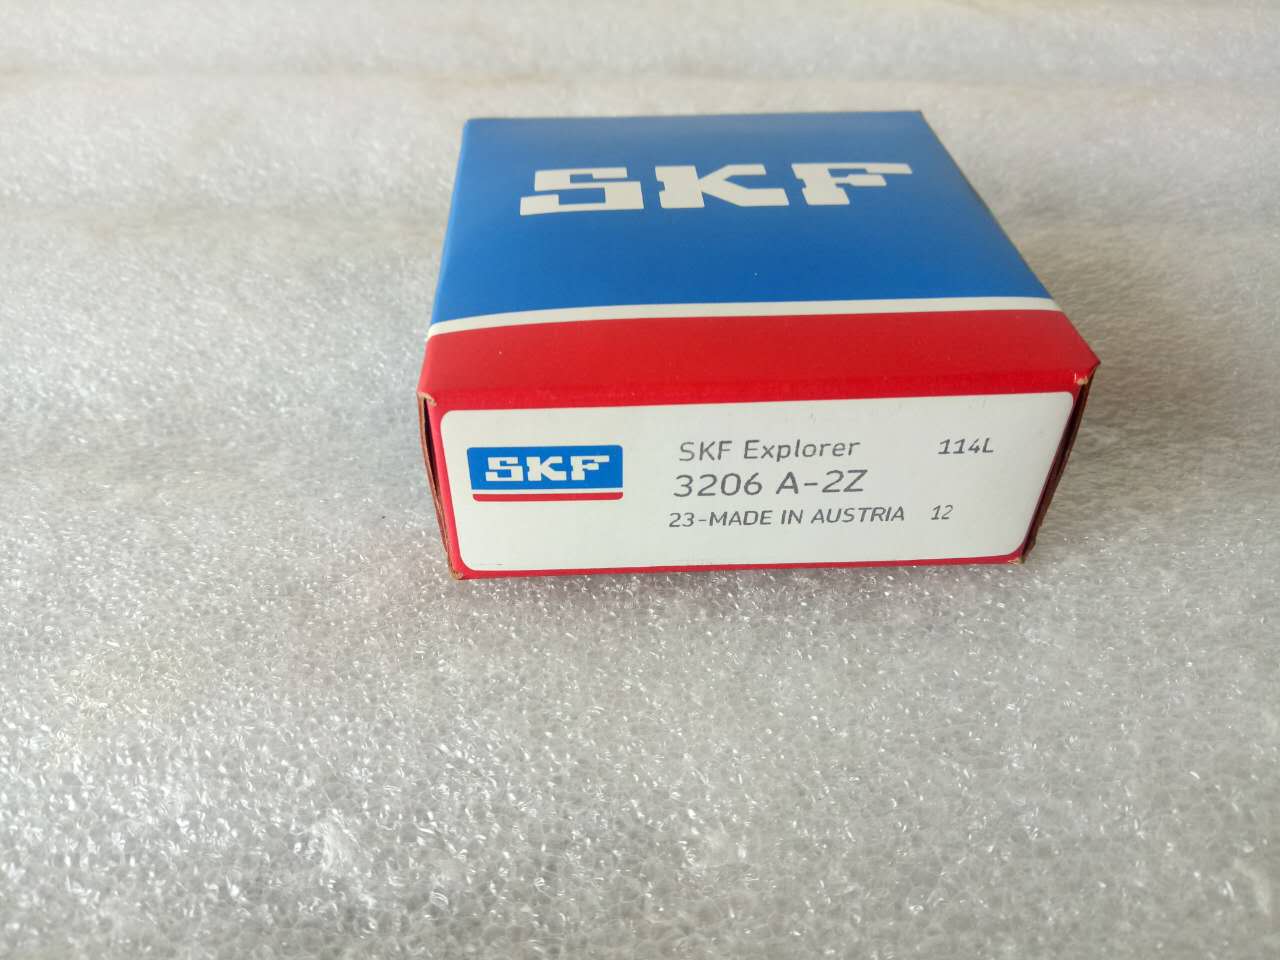 SKF
SKF
SKF Explorer 114L
3206 A-2Z
23-MADE IN AUSTRIA 12